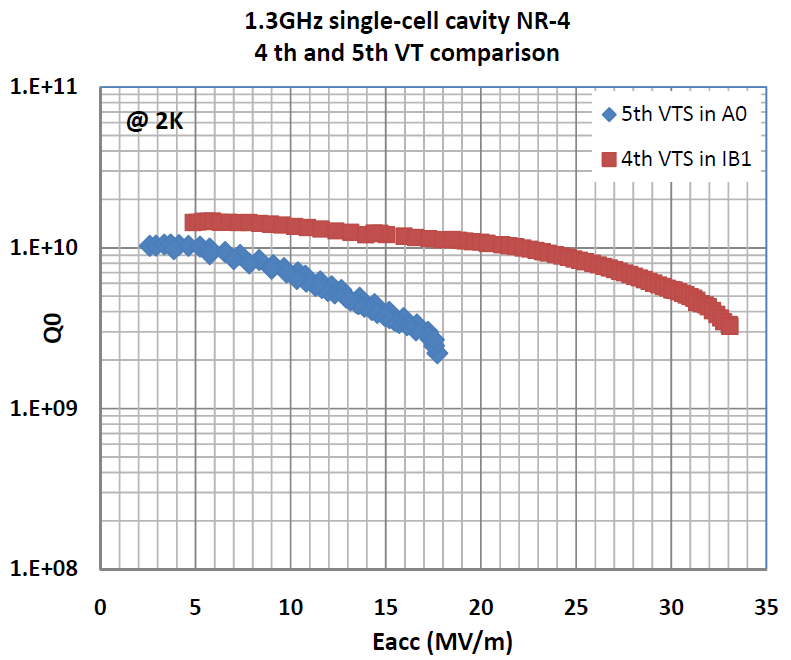 1.3GHz single-cell cavity NR-4
4 th and 5th VT comparison
1.E+11
@ 2K
5th VTS in A0
4th VTS in IB1
1.E+10
Q0
1.E+09
1.E+08
0 5 10 15 20 25 30 35
Eacc (MV/m)